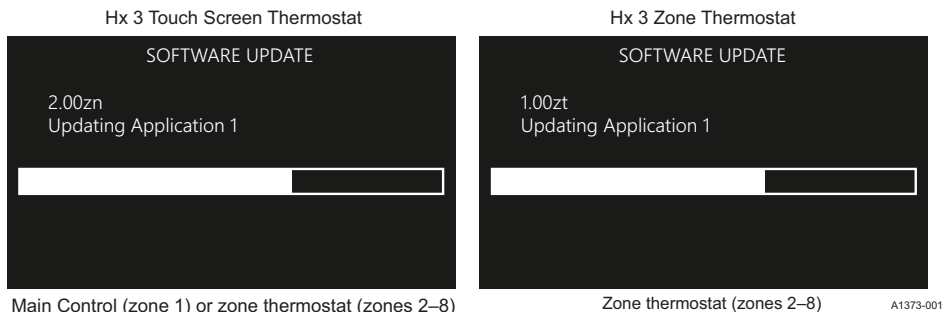 Hx 3 Touch Screen Thermostat
SOFTWARE UPDATE
2.00zn
Updating Application 1
Main Control (zone 1) or zone thermostat (zones 2–8)
Hx 3 Zone Thermostat
SOFTWARE UPDATE
1.00zt
Updating Application 1
Zone thermostat (zones 2–8)
A1373-001